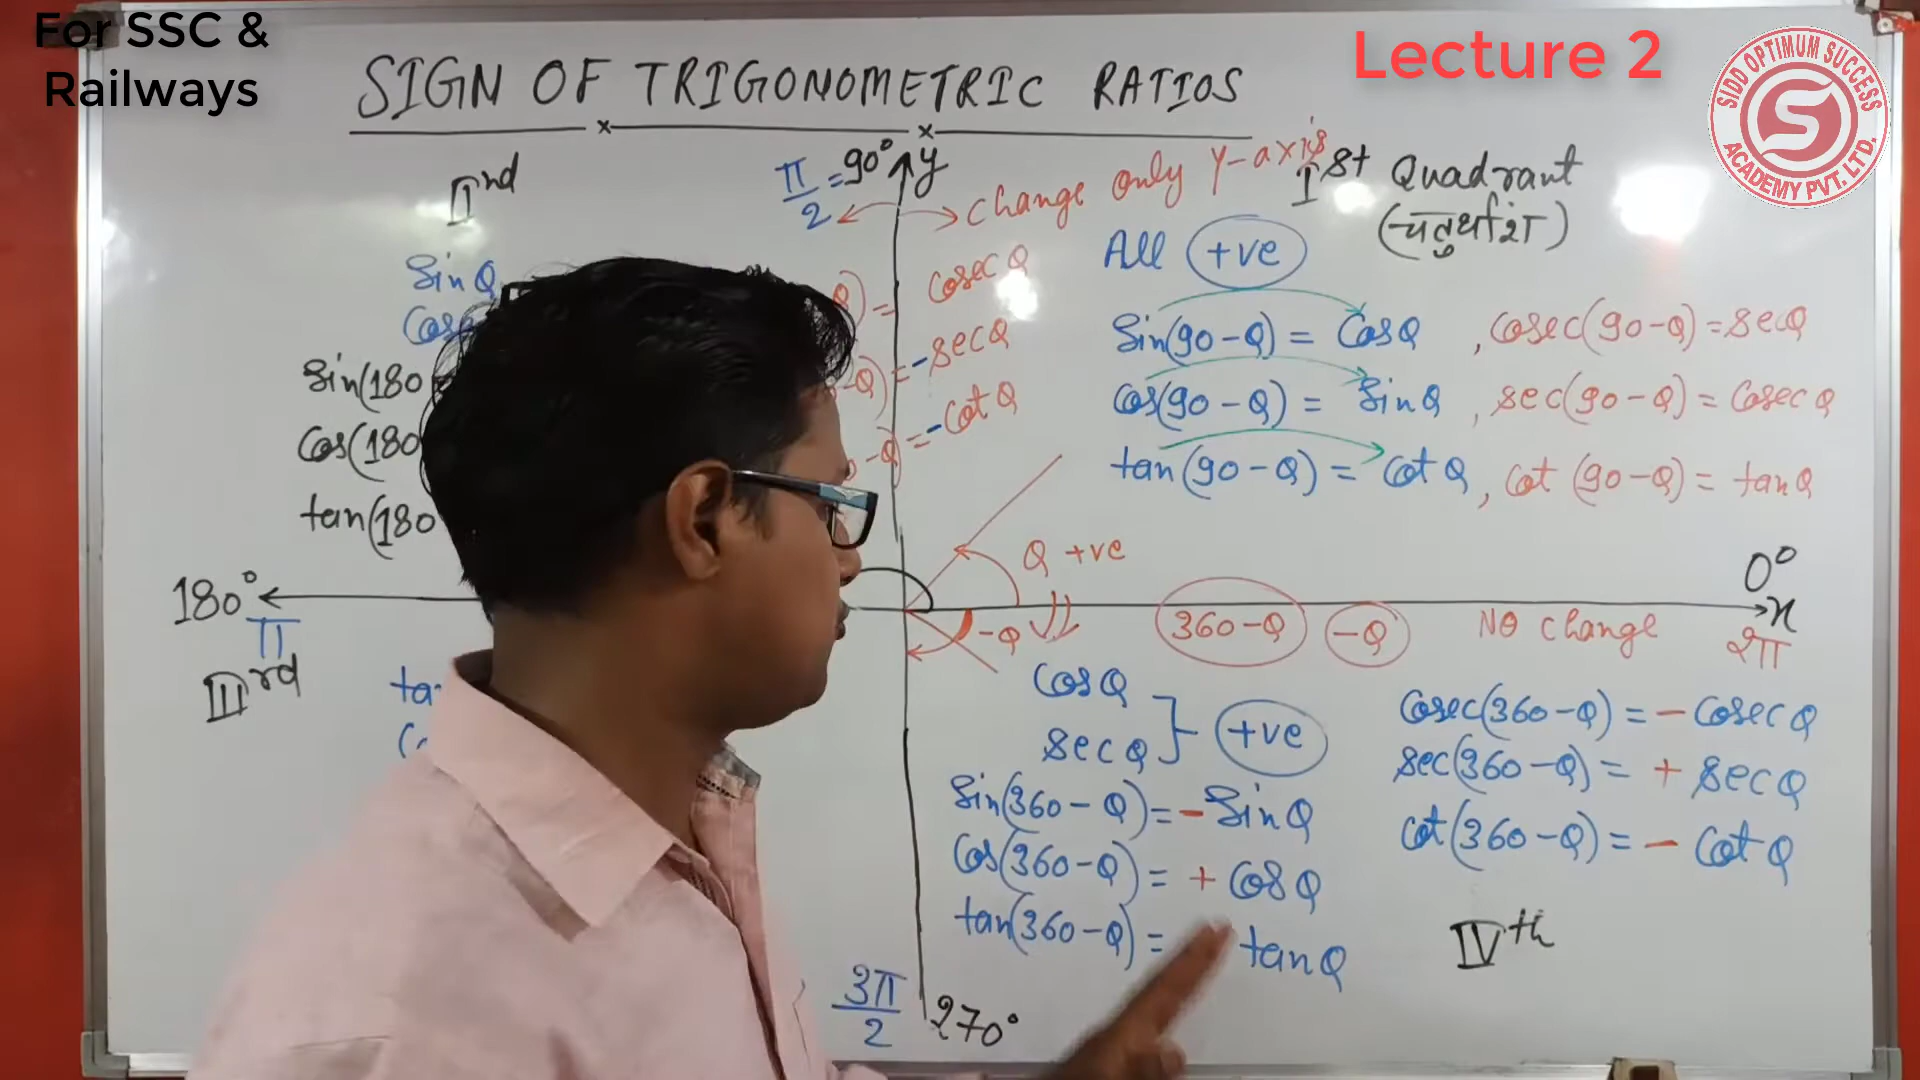 For SSC &
Railways
Lecture 2
SIDD OPTIMUM SUCCESS
ACADEMY PVT. LTD.
S
SIGN OF TRIGONOMETRIC RATIOS
IInd
π/2 = 90° y
change only Y-axis
Ist Quadrant
(चतुर्थांश)
All +ve
Sin Q
Sin(180
Cos(180
tan(180
Q) = Cosec Q
-Q) = -sec Q
-Q) = -cot Q
Sin(90-Q) = Cos Q , Cosec(90-Q) = sec Q
Cos(90-Q) = Sin Q , sec(90-Q) = Cosec Q
tan(90-Q) = Cot Q , Cot (90-Q) = tan Q
Q +ve
0°
180°
π
x
2π
-Q
360-Q
-Q
NO change
IIIrd
Cos Q
sec Q
+ve
Sin(360-Q) = - Sin Q
Cos(360-Q) = + Cos Q
tan(360-Q) = tan Q
Cosec(360-Q) = - Cosec Q
sec(360-Q) = + sec Q
Cot(360-Q) = - Cot Q
IVth
3π/2
270°